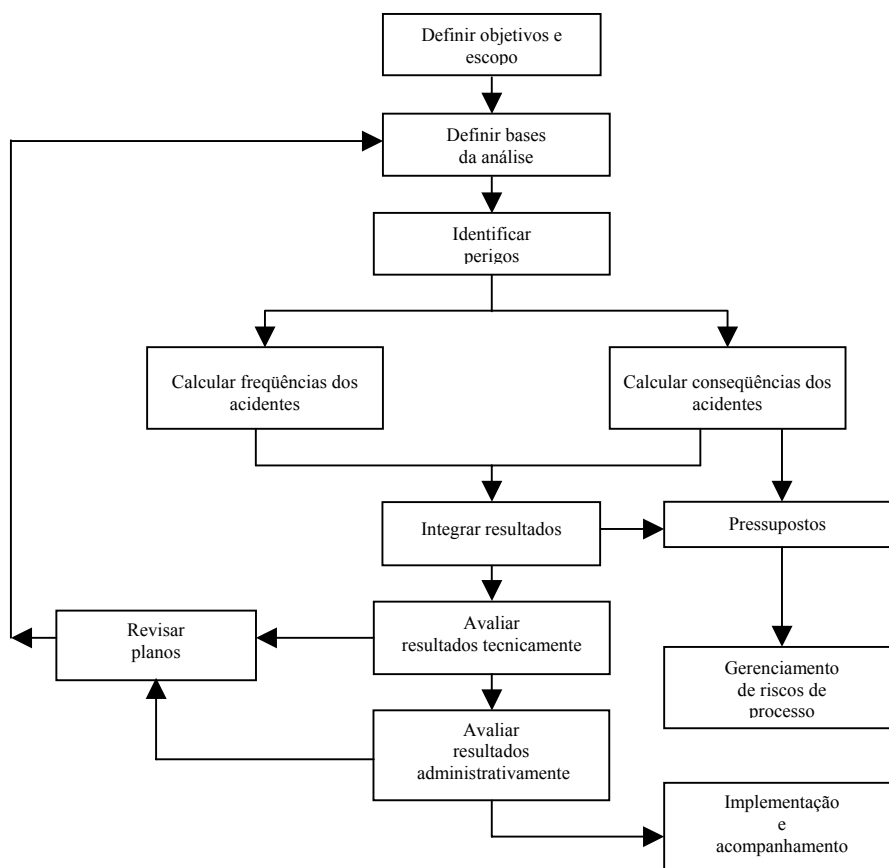 Definir objetivos e
escopo
Definir bases
da análise
Identificar
perigos
Calcular freqüências dos
acidentes
Calcular conseqüências dos
acidentes
Integrar resultados
Pressupostos
Revisar
planos
Avaliar
resultados tecnicamente
Gerenciamento
de riscos de
processo
Avaliar
resultados
administrativamente
Implementação
e
acompanhamento